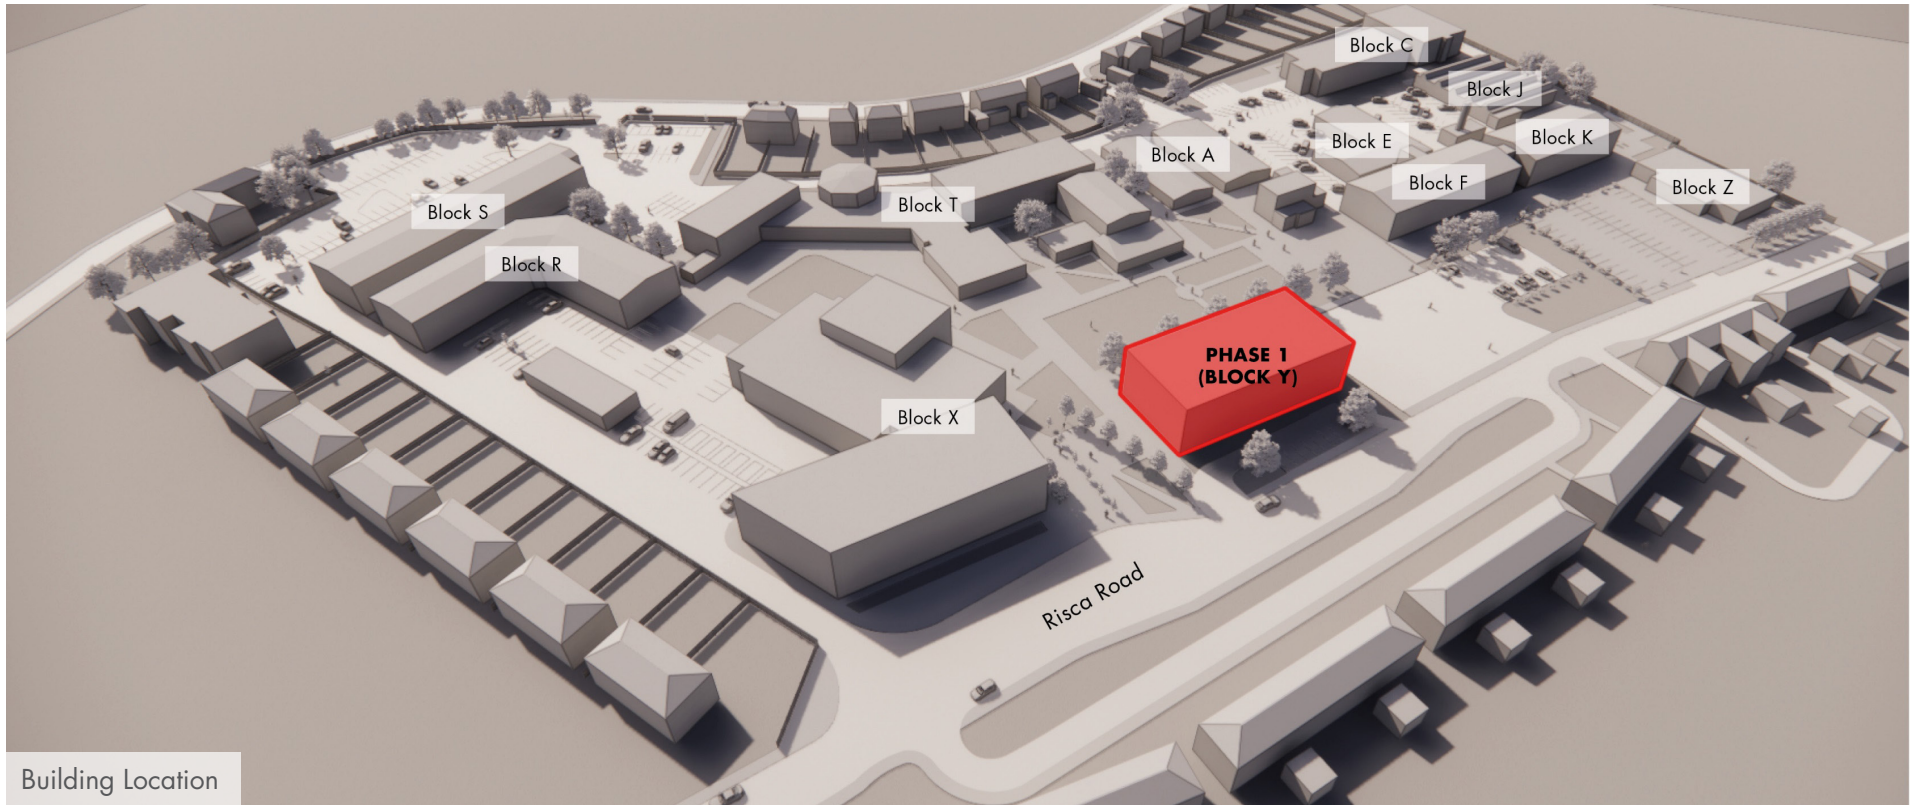 Block C
Block J
Block E
Block K
Block A
Block F
Block Z
Block S
Block T
Block R
PHASE 1
(BLOCK Y)
Block X
Risca Road
Building Location